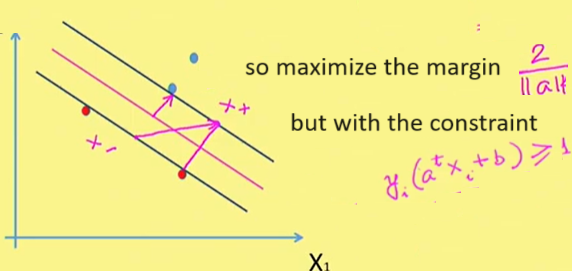 so maximize the margin 2/||a||
but with the constraint
yᵢ(aᵗxᵢ+b) ≥ 1
x+
x-
X₁